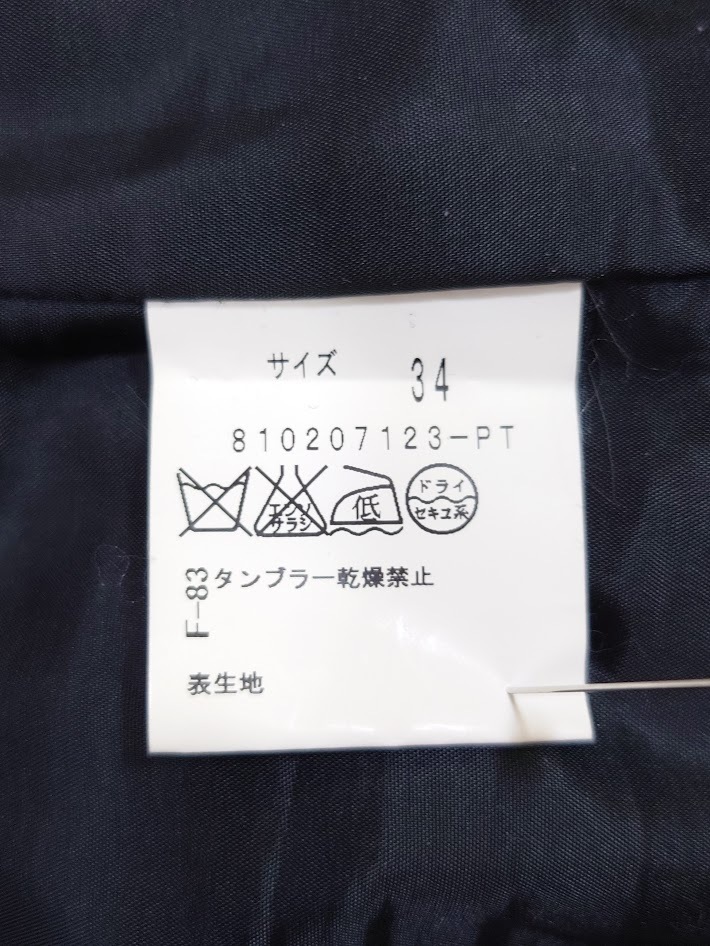 サイズ 34
810207123-PT
エンソ
サラシ
低
ドライ
セキユ系
F-83
タンブラー乾燥禁止
表生地